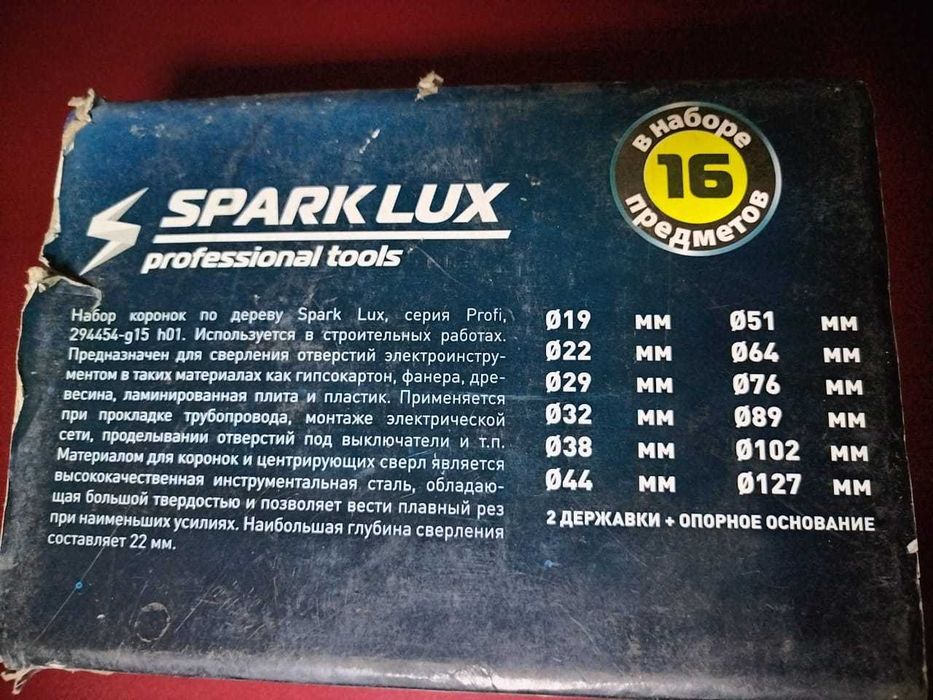 в наборе
16
предметов
SPARK LUX
professional tools
Набор коронок по дереву Spark Lux, серия Profi,
294454-g15 h01. Используется в строительных работах.
Предназначен для сверления отверстий электроинстру-
ментом в таких материалах как гипсокартон, фанера, дре-
весина, ламинированная плита и пластик. Применяется
при прокладке трубопровода, монтаже электрической
сети, проделывании отверстий под выключатели и т.п.
Материалом для коронок и центрирующих сверл является
высококачественная инструментальная сталь, обладаю-
щая большой твердостью и позволяет вести плавный рез
при наименьших усилиях. Наибольшая глубина сверления
составляет 22 мм.
Ø19 мм Ø51 мм
Ø22 мм Ø64 мм
Ø29 мм Ø76 мм
Ø32 мм Ø89 мм
Ø38 мм Ø102 мм
Ø44 мм Ø127 мм
2 ДЕРЖАВКИ + ОПОРНОЕ ОСНОВАНИЕ